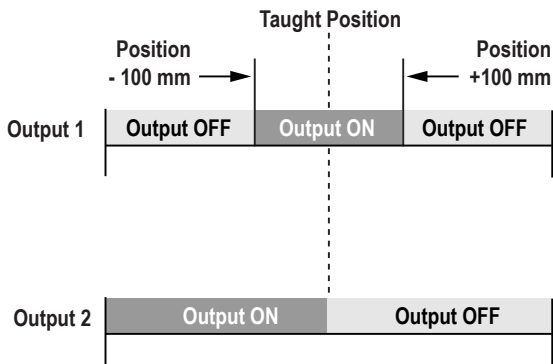 Taught Position
Position
- 100 mm
Position
+100 mm
Output 1
Output OFF
Output ON
Output OFF
Output 2
Output ON
Output OFF